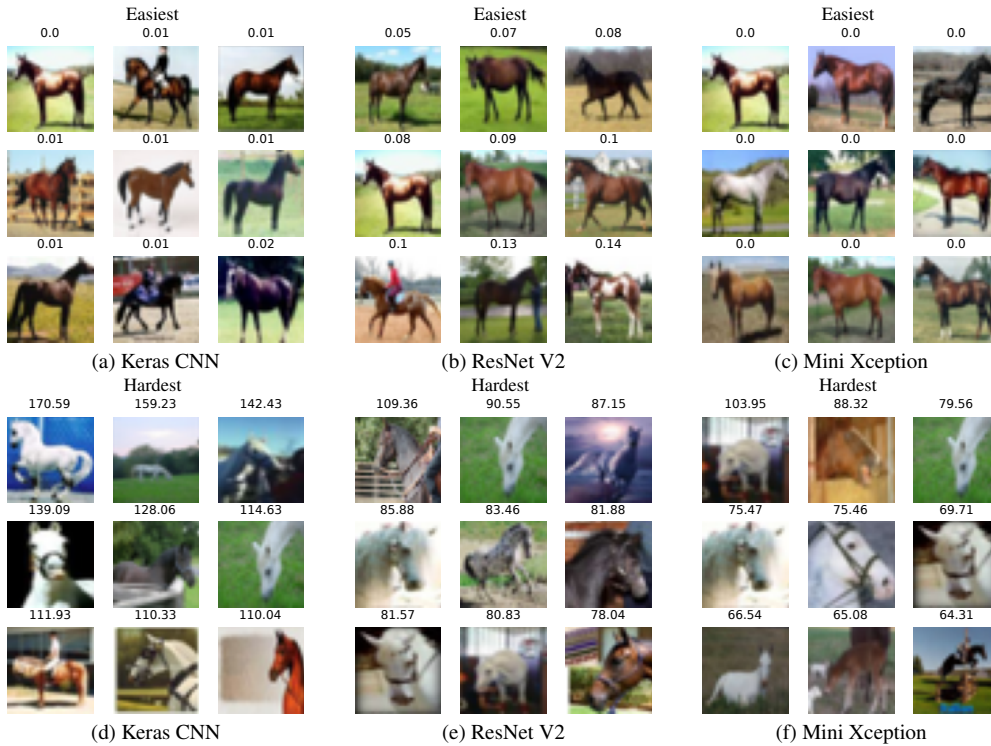 Easiest
0.0 0.01 0.01
0.01 0.01 0.01
0.01 0.01 0.02
(a) Keras CNN
Easiest
0.05 0.07 0.08
0.08 0.09 0.1
0.1 0.13 0.14
(b) ResNet V2
Easiest
0.0 0.0 0.0
0.0 0.0 0.0
0.0 0.0 0.0
(c) Mini Xception
Hardest
170.59 159.23 142.43
139.09 128.06 114.63
111.93 110.33 110.04
(d) Keras CNN
Hardest
109.36 90.55 87.15
85.88 83.46 81.88
81.57 80.83 78.04
(e) ResNet V2
Hardest
103.95 88.32 79.56
75.47 75.46 69.71
66.54 65.08 64.31
(f) Mini Xception